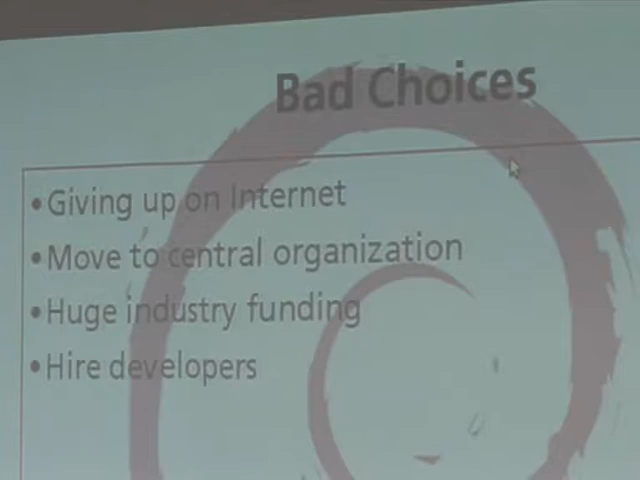 Bad Choices
•Giving up on Internet
•Move to central organization
•Huge industry funding
•Hire developers